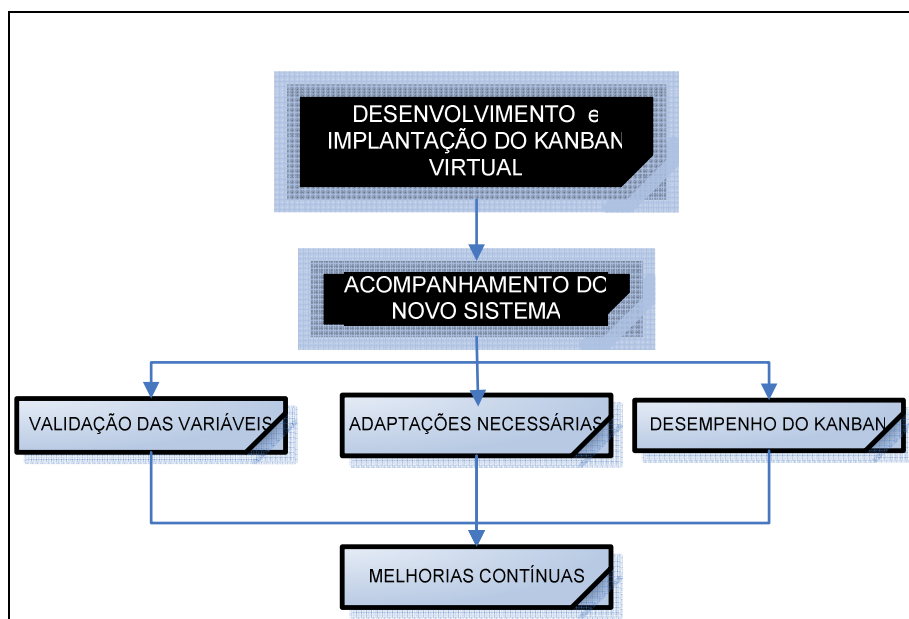 DESENVOLVIMENTO e
IMPLANTAÇÃO DO KANBAN
VIRTUAL
ACOMPANHAMENTO DO
NOVO SISTEMA
VALIDAÇÃO DAS VARIÁVEIS
ADAPTAÇÕES NECESSÁRIAS
DESEMPENHO DO KANBAN
MELHORIAS CONTÍNUAS